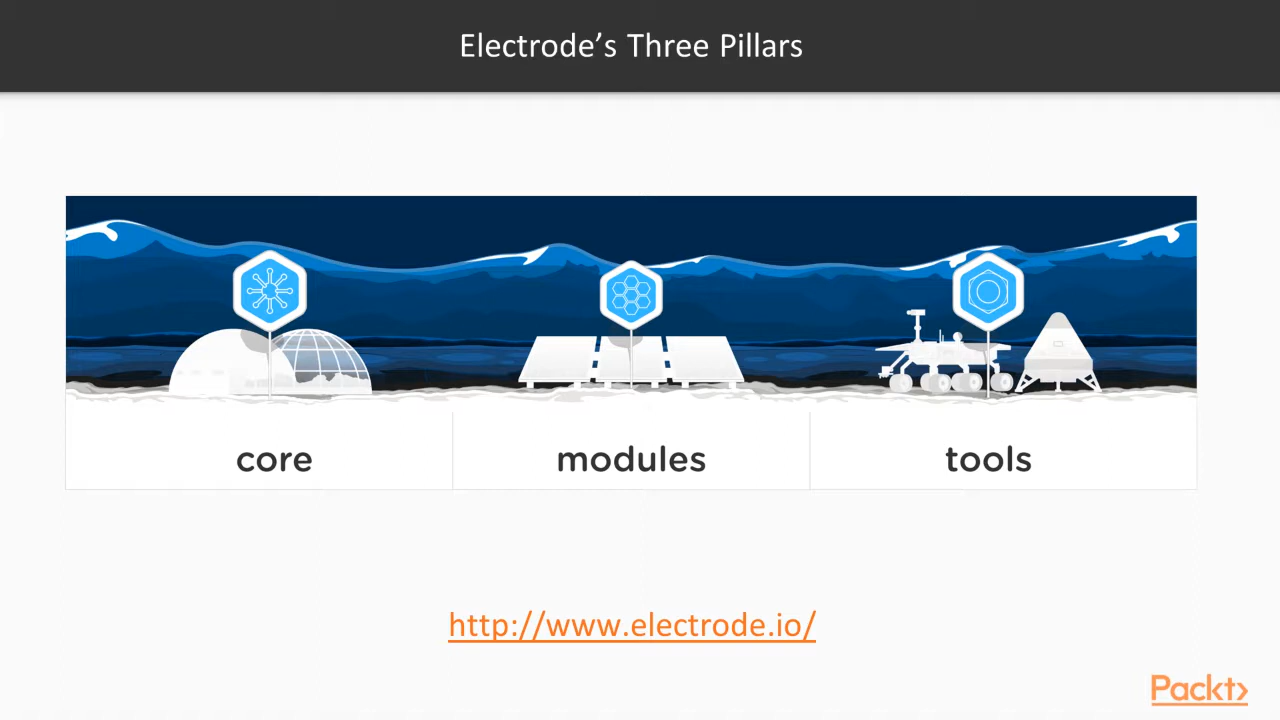 Electrode’s Three Pillars
core
modules
tools
http://www.electrode.io/
Packt